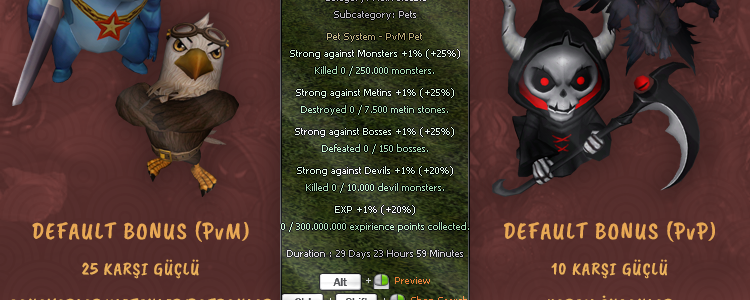 Subcategory: Pets
Pet System - PvM Pet
Strong against Monsters +1% (+25%)
Killed 0 / 250.000 monsters.
Strong against Metins +1% (+25%)
Destroyed 0 / 7.500 metin stones.
Strong against Bosses +1% (+25%)
Defeated 0 / 150 bosses.
Strong against Devils +1% (+20%)
Killed 0 / 10.000 devil monsters.
EXP +1% (+20%)
0 / 300.000.000 expirience points collected.
Duration : 29 Days 23 Hours 59 Minutes
Alt + Preview
DEFAULT BONUS (PvM)
25 KARŞI GÜÇLÜ
DEFAULT BONUS (PvP)
10 KARŞI GÜÇLÜ